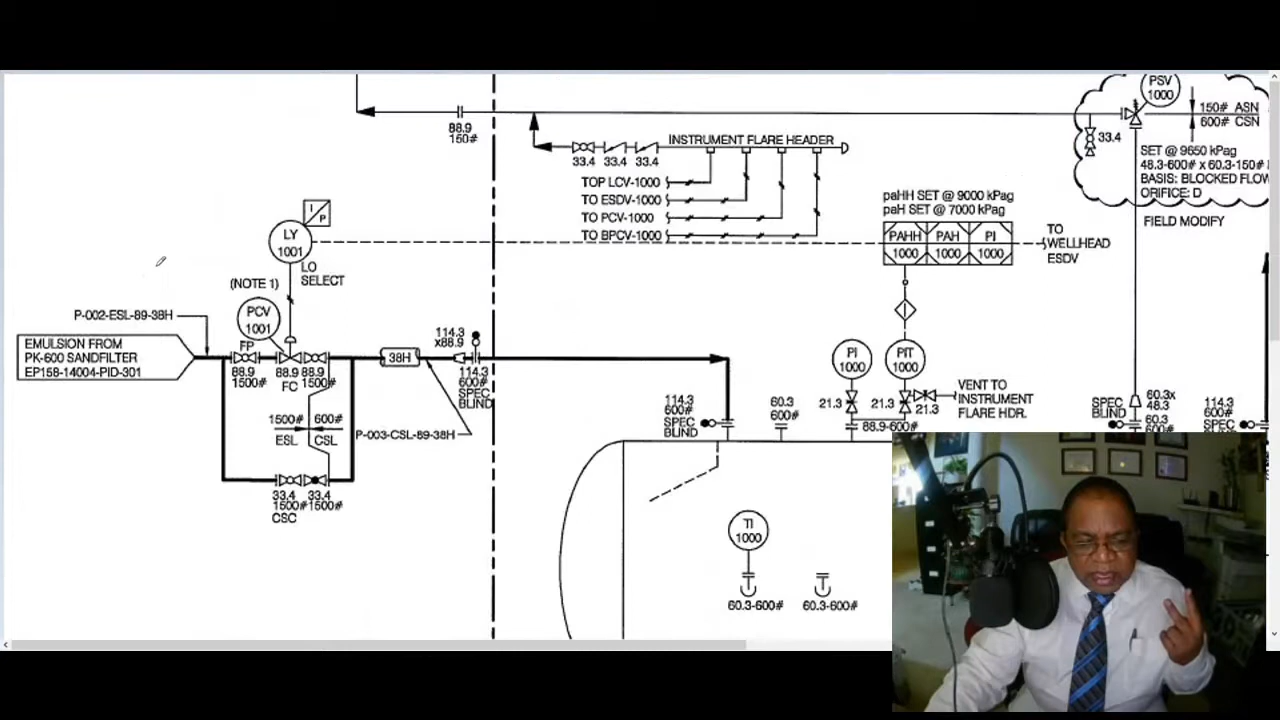 PSV
1000
150# ASN
600# CSN
33.4
SET @ 9650 kPag
48.3-600# x 60.3-150#
BASIS: BLOCKED FLOW
ORIFICE: D
FIELD MODIFY
88.9
150#
INSTRUMENT FLARE HEADER
33.4 33.4 33.4
TOP LCV-1000
TO ESDV-1000
TO PCV-1000
TO BPCV-1000
paHH SET @ 9000 kPag
paH SET @ 7000 kPag
PAHH PAH PI
1000 1000 1000
TO
WELLHEAD
ESDV
I
P
LY
1001
LO
SELECT
(NOTE 1)
PCV
1001
P-002-ESL-89-38H
EMULSION FROM
PK-600 SANDFILTER
EP158-14004-PID-301
FP
88.9
1500#
88.9
FC
88.9
1500#
38H
114.3
x88.9
114.3
600#
SPEC
BLIND
1500# 600#
ESL CSL
P-003-CSL-89-38H
33.4
1500#
CSC
33.4
1500#
114.3
600#
SPEC
BLIND
60.3
600#
PI
1000
PIT
1000
I
21.3
21.3
21.3
88.9-600#
VENT TO
INSTRUMENT
FLARE HDR.
60.3x
48.3
SPEC
BLIND
60.3
600#
114.3
600#
SPEC
TI
1000
60.3-600# 60.3-600#